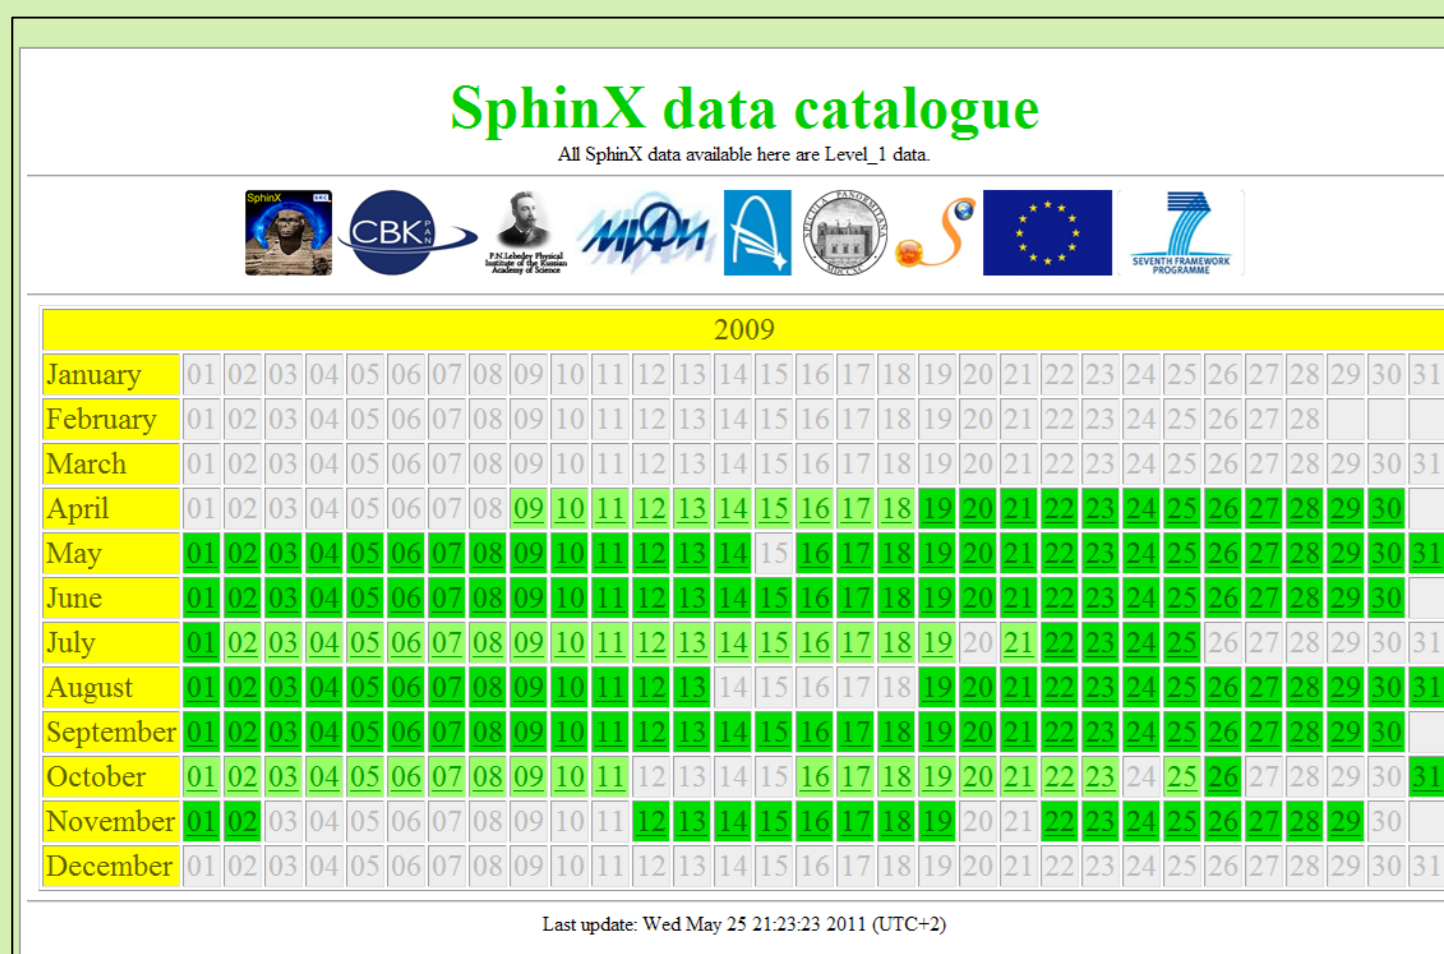 SphinX data catalogue
All SphinX data available here are Level_1 data.
SphinX SRC
CBK PAN
P.N.Lebedev Physical
Institute of the Russian
Academy of Science
МИФИ
SPECULA PANORMITANA
MDCCXC
S
7
SEVENTH FRAMEWORK
PROGRAMME
2009
January 01 02 03 04 05 06 07 08 09 10 11 12 13 14 15 16 17 18 19 20 21 22 23 24 25 26 27 28 29 30 31
February 01 02 03 04 05 06 07 08 09 10 11 12 13 14 15 16 17 18 19 20 21 22 23 24 25 26 27 28
March 01 02 03 04 05 06 07 08 09 10 11 12 13 14 15 16 17 18 19 20 21 22 23 24 25 26 27 28 29 30 31
April 01 02 03 04 05 06 07 08 09 10 11 12 13 14 15 16 17 18 19 20 21 22 23 24 25 26 27 28 29 30
May 01 02 03 04 05 06 07 08 09 10 11 12 13 14 15 16 17 18 19 20 21 22 23 24 25 26 27 28 29 30 31
June 01 02 03 04 05 06 07 08 09 10 11 12 13 14 15 16 17 18 19 20 21 22 23 24 25 26 27 28 29 30
July 01 02 03 04 05 06 07 08 09 10 11 12 13 14 15 16 17 18 19 20 21 22 23 24 25 26 27 28 29 30 31
August 01 02 03 04 05 06 07 08 09 10 11 12 13 14 15 16 17 18 19 20 21 22 23 24 25 26 27 28 29 30 31
September 01 02 03 04 05 06 07 08 09 10 11 12 13 14 15 16 17 18 19 20 21 22 23 24 25 26 27 28 29 30
October 01 02 03 04 05 06 07 08 09 10 11 12 13 14 15 16 17 18 19 20 21 22 23 24 25 26 27 28 29 30 31
November 01 02 03 04 05 06 07 08 09 10 11 12 13 14 15 16 17 18 19 20 21 22 23 24 25 26 27 28 29 30
December 01 02 03 04 05 06 07 08 09 10 11 12 13 14 15 16 17 18 19 20 21 22 23 24 25 26 27 28 29 30 31
Last update: Wed May 25 21:23:23 2011 (UTC+2)